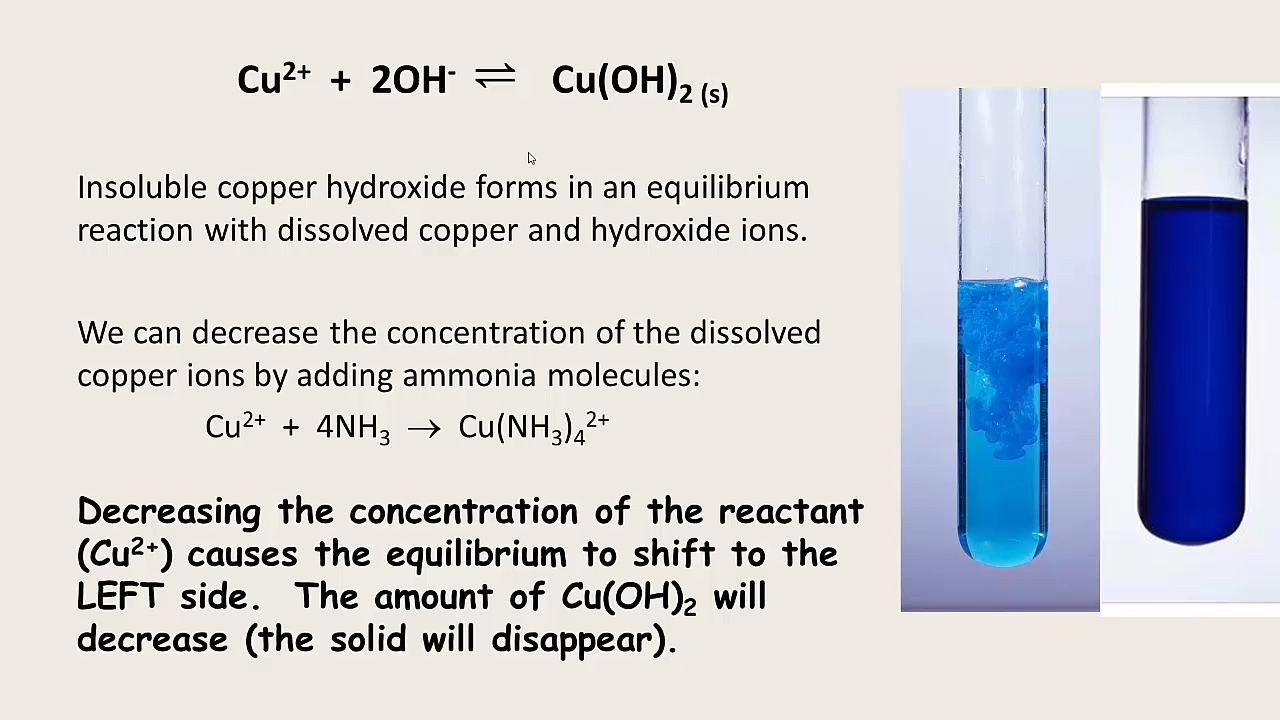 Cu²⁺ + 2OH⁻ ⇌ Cu(OH)₂ ₍ₛ₎
Insoluble copper hydroxide forms in an equilibrium
reaction with dissolved copper and hydroxide ions.
We can decrease the concentration of the dissolved
copper ions by adding ammonia molecules:
Cu²⁺ + 4NH₃ → Cu(NH₃)₄²⁺
Decreasing the concentration of the reactant
(Cu²⁺) causes the equilibrium to shift to the
LEFT side. The amount of Cu(OH)₂ will
decrease (the solid will disappear).